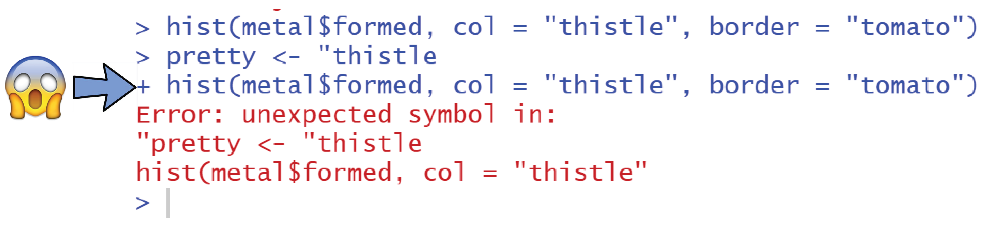 > hist(metal$formed, col = "thistle", border = "tomato")
> pretty <- "thistle
+ hist(metal$formed, col = "thistle", border = "tomato")
Error: unexpected symbol in:
"pretty <- "thistle
hist(metal$formed, col = "thistle"
>